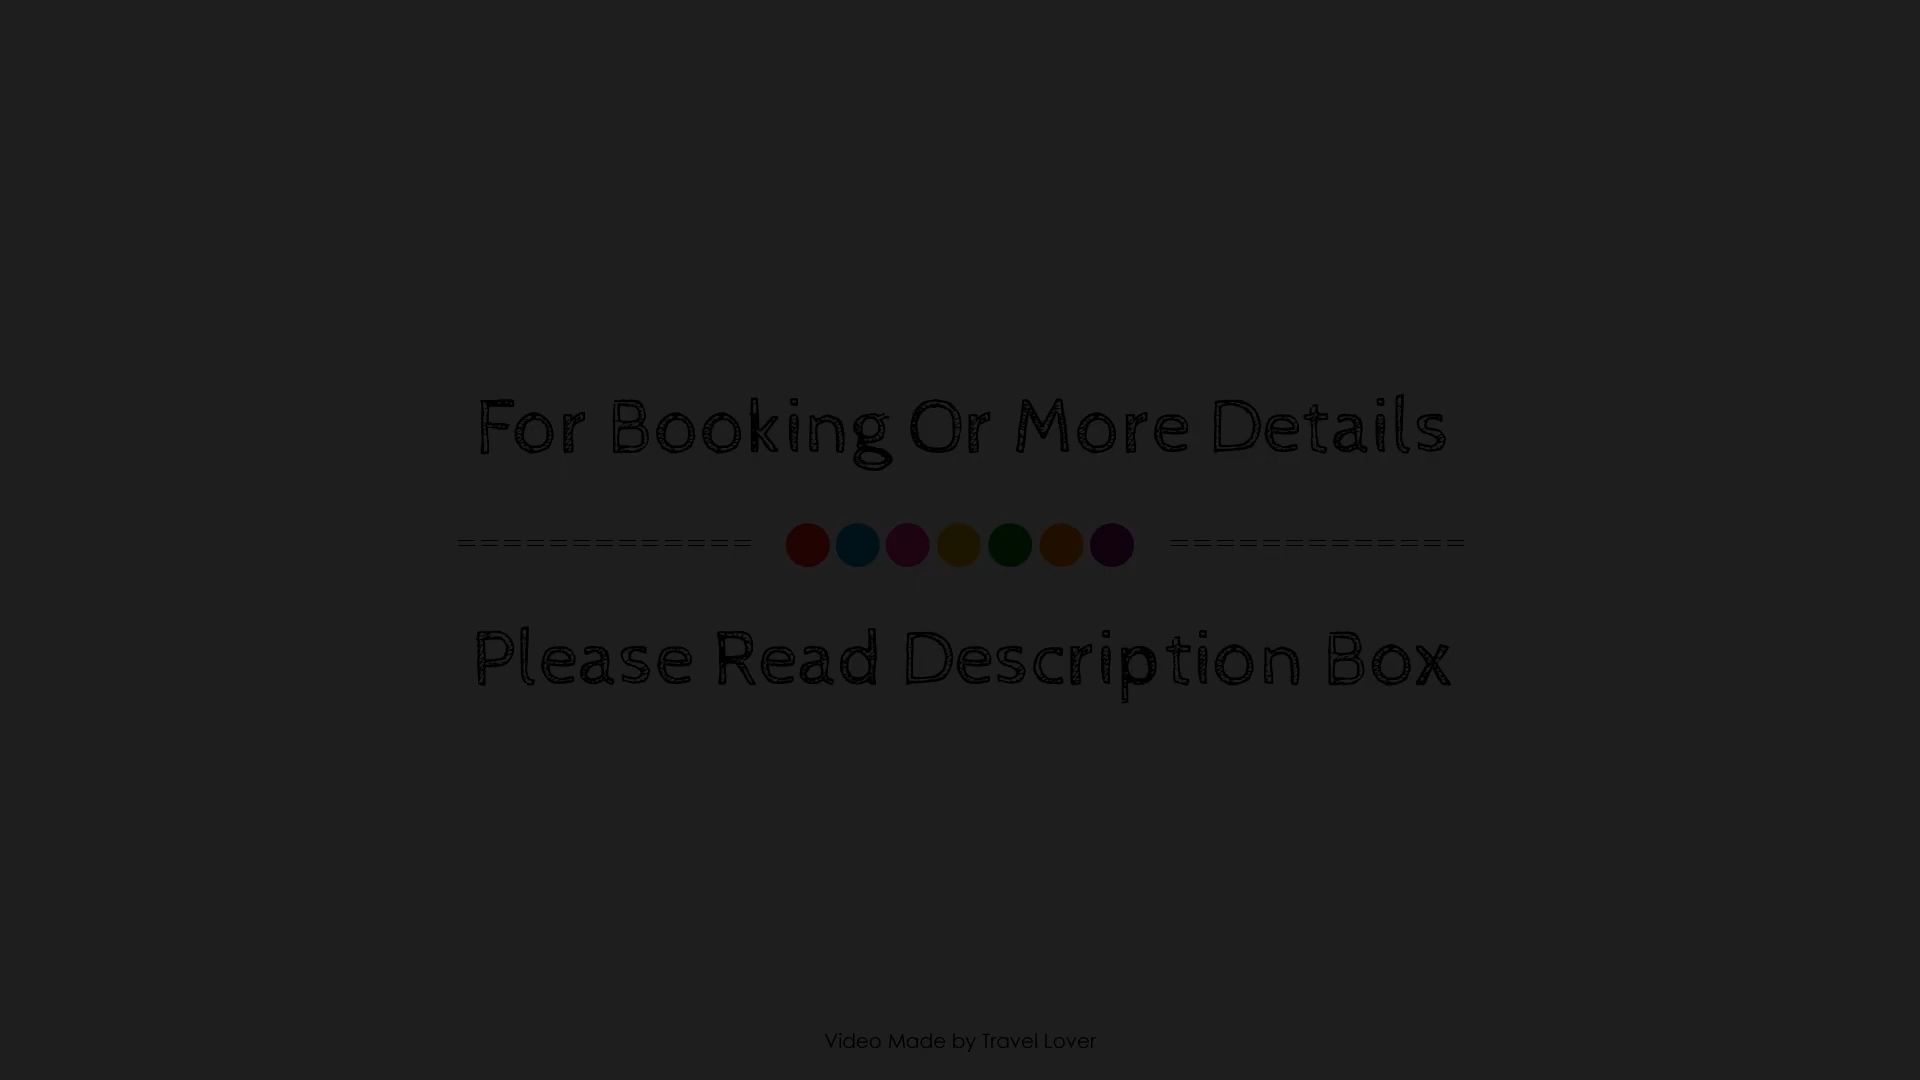 For Booking Or More Details
============= =============
Please Read Description Box
Video Made by Travel Lover